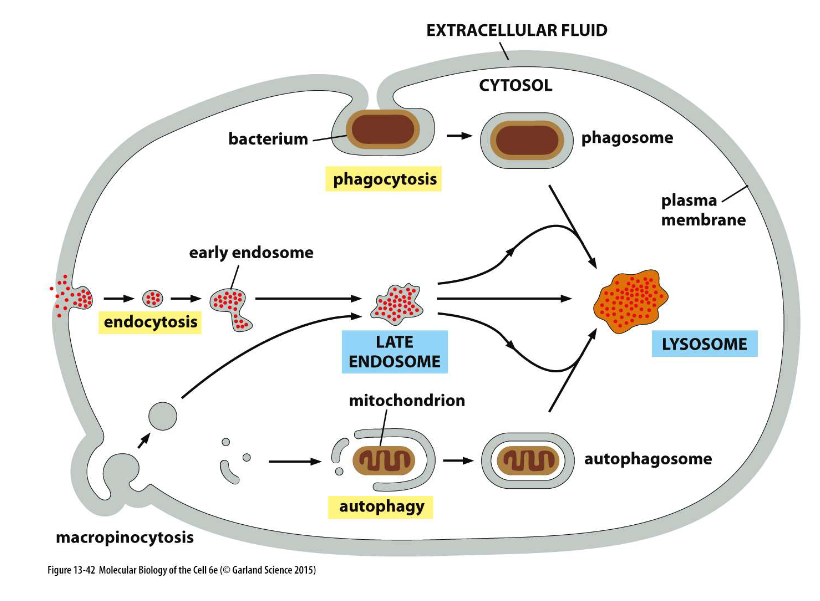 EXTRACELLULAR FLUID
CYTOSOL
bacterium
phagosome
phagocytosis
plasma
membrane
early endosome
endocytosis
LATE
ENDOSOME
LYSOSOME
mitochondrion
autophagosome
autophagy
macropinocytosis
Figure 13-42 Molecular Biology of the Cell 6e (© Garland Science 2015)